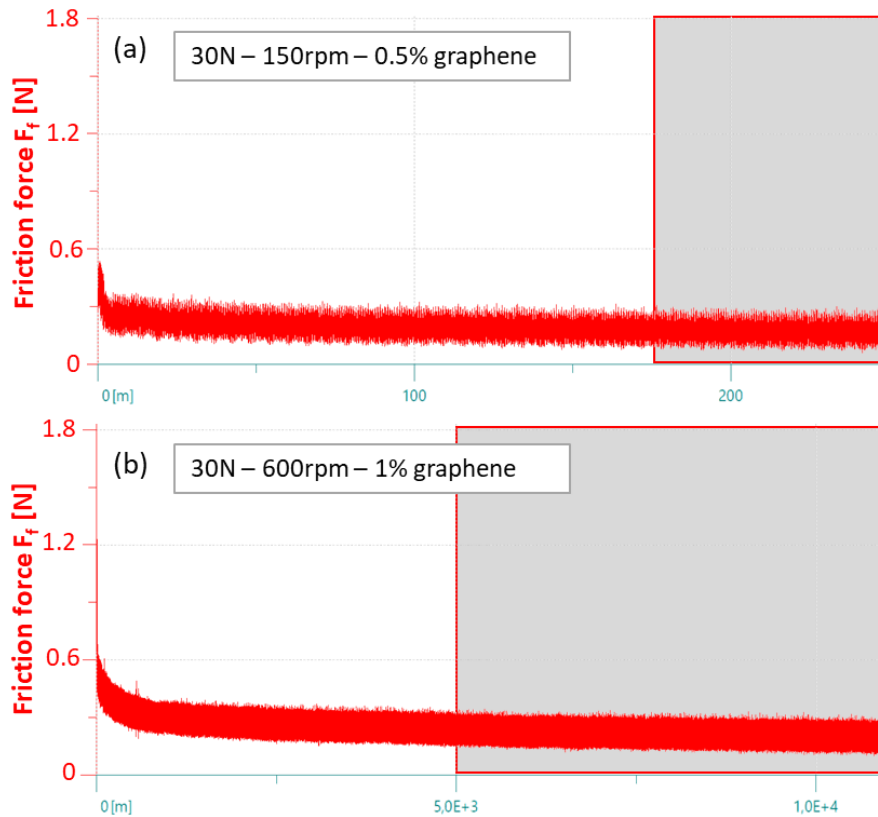 1.8
(a)
30N – 150rpm – 0.5% graphene
Friction force Ff [N]
1.2
0.6
0
0 [m]
100
200
1.8
(b)
30N – 600rpm – 1% graphene
Friction force Ff [N]
1.2
0.6
0
0 [m]
5,0E+3
1,0E+4